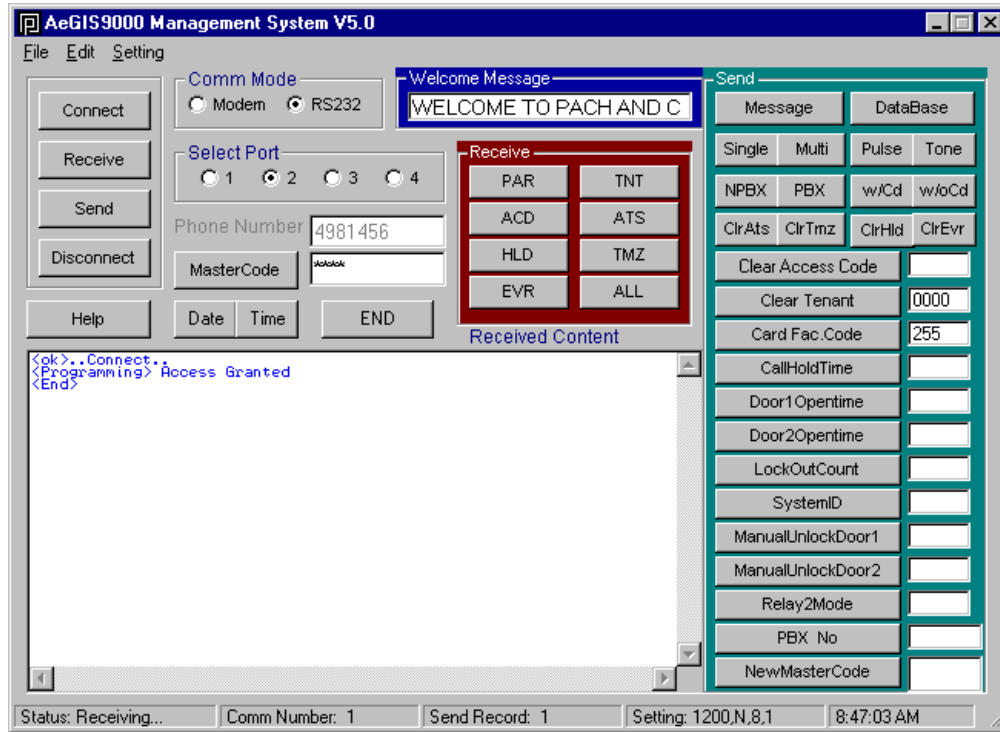 AeGIS9000 Management System V5.0
File Edit Setting
Connect
Receive
Send
Disconnect
Help
Comm Mode
Modem RS232
Select Port
1 2 3 4
Phone Number 4981456
MasterCode *****
Date Time END
Welcome Message
WELCOME TO PACH AND C
Receive
PAR TNT
ACD ATS
HLD TMZ
EVR ALL
Received Content
<ok>..Connect..
<Programming> Access Granted
<End>
Send
Message DataBase
Single Multi Pulse Tone
NPBX PBX w/Cd w/oCd
ClrAts ClrTmz ClrHld ClrEvr
Clear Access Code
Clear Tenant 0000
Card Fac.Code 255
CallHoldTime
Door1Opentime
Door2Opentime
LockOutCount
SystemID
ManualUnlockDoor1
ManualUnlockDoor2
Relay2Mode
PBX No
NewMasterCode
Status: Receiving... Comm Number: 1 Send Record: 1 Setting: 1200,N,8,1 8:47:03 AM